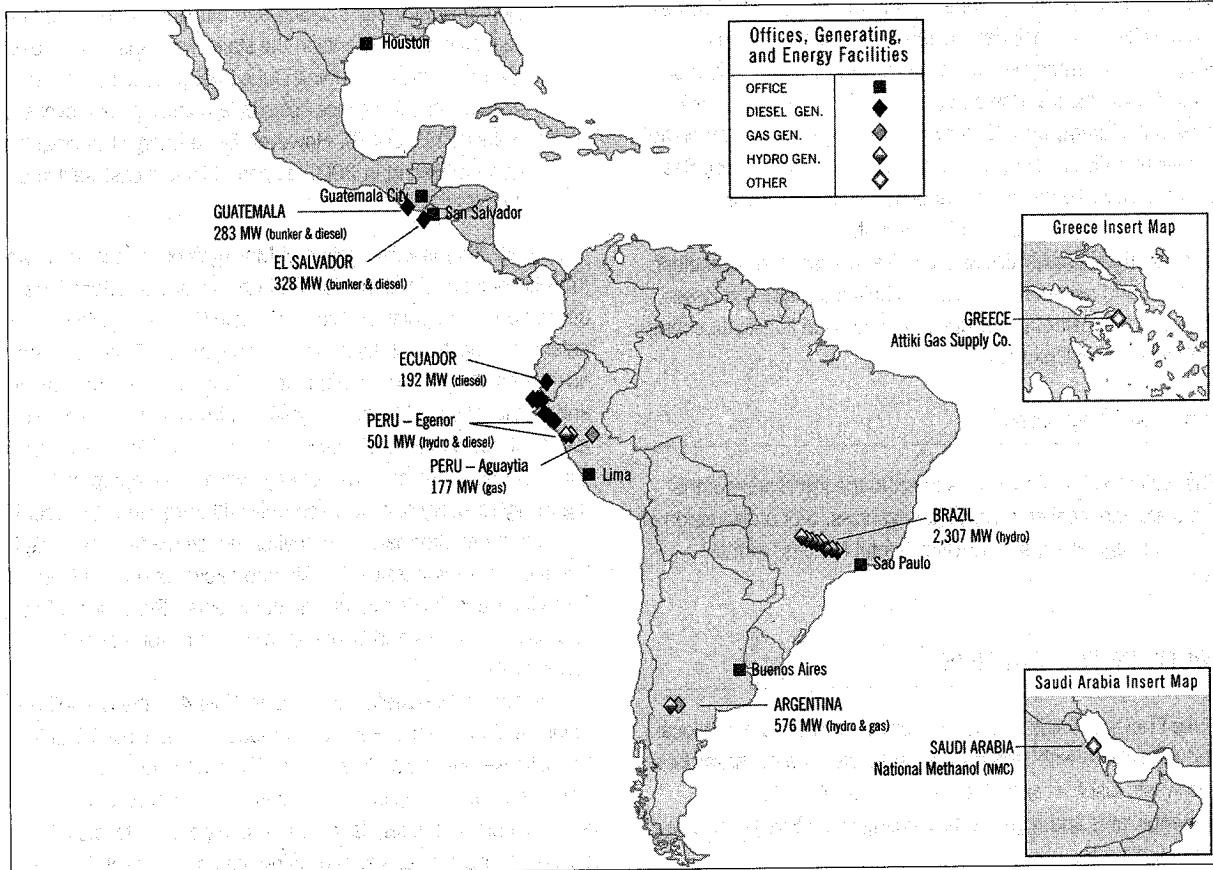 Houston
Offices, Generating,
and Energy Facilities
OFFICE
DIESEL GEN.
GAS GEN.
HYDRO GEN.
OTHER
Guatemala City
San Salvador
GUATEMALA
283 MW (bunker & diesel)
EL SALVADOR
328 MW (bunker & diesel)
Greece Insert Map
GREECE
Attiki Gas Supply Co.
ECUADOR
192 MW (diesel)
PERU – Egenor
501 MW (hydro & diesel)
PERU – Aguaytia
177 MW (gas)
Lima
BRAZIL
2,307 MW (hydro)
Sao Paulo
Buenos Aires
ARGENTINA
576 MW (hydro & gas)
Saudi Arabia Insert Map
SAUDI ARABIA
National Methanol (NMC)